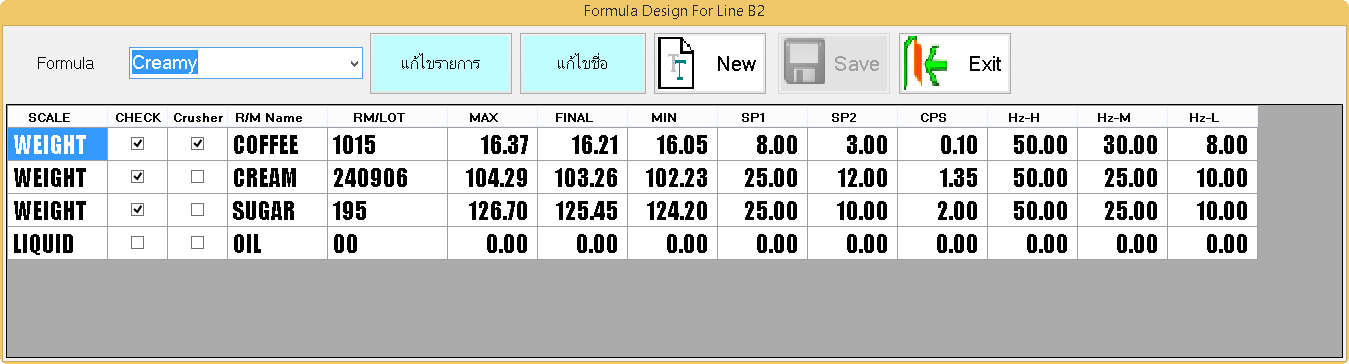 Formula Design For Line B2
Formula Creamy แก้ไขรายการ แก้ไขชื่อ New Save Exit
SCALE CHECK Crusher R/M Name RM/LOT MAX FINAL MIN SP1 SP2 CPS Hz-H Hz-M Hz-L
WEIGHT COFFEE 1015 16.37 16.21 16.05 8.00 3.00 0.10 50.00 30.00 8.00
WEIGHT CREAM 240906 104.29 103.26 102.23 25.00 12.00 1.35 50.00 25.00 10.00
WEIGHT SUGAR 195 126.70 125.45 124.20 25.00 10.00 2.00 50.00 25.00 10.00
LIQUID OIL 00 0.00 0.00 0.00 0.00 0.00 0.00 0.00 0.00 0.00